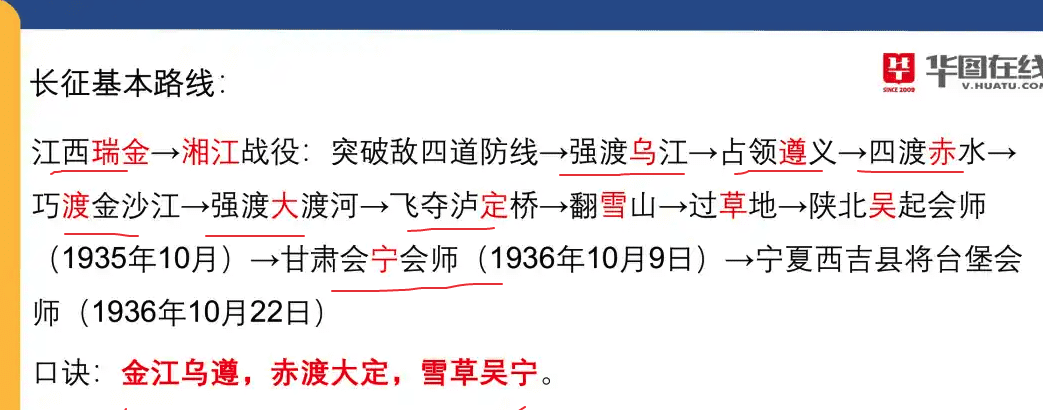 长征基本路线：
华图在线
SINCE 2009
V.HUATU.COM
江西瑞金→湘江战役：突破敌四道防线→强渡乌江→占领遵义→四渡赤水→
巧渡金沙江→强渡大渡河→飞夺泸定桥→翻雪山→过草地→陕北吴起会师
（1935年10月）→甘肃会宁会师（1936年10月9日）→宁夏西吉县将台堡会
师（1936年10月22日）
口诀：金江乌遵，赤渡大定，雪草吴宁。